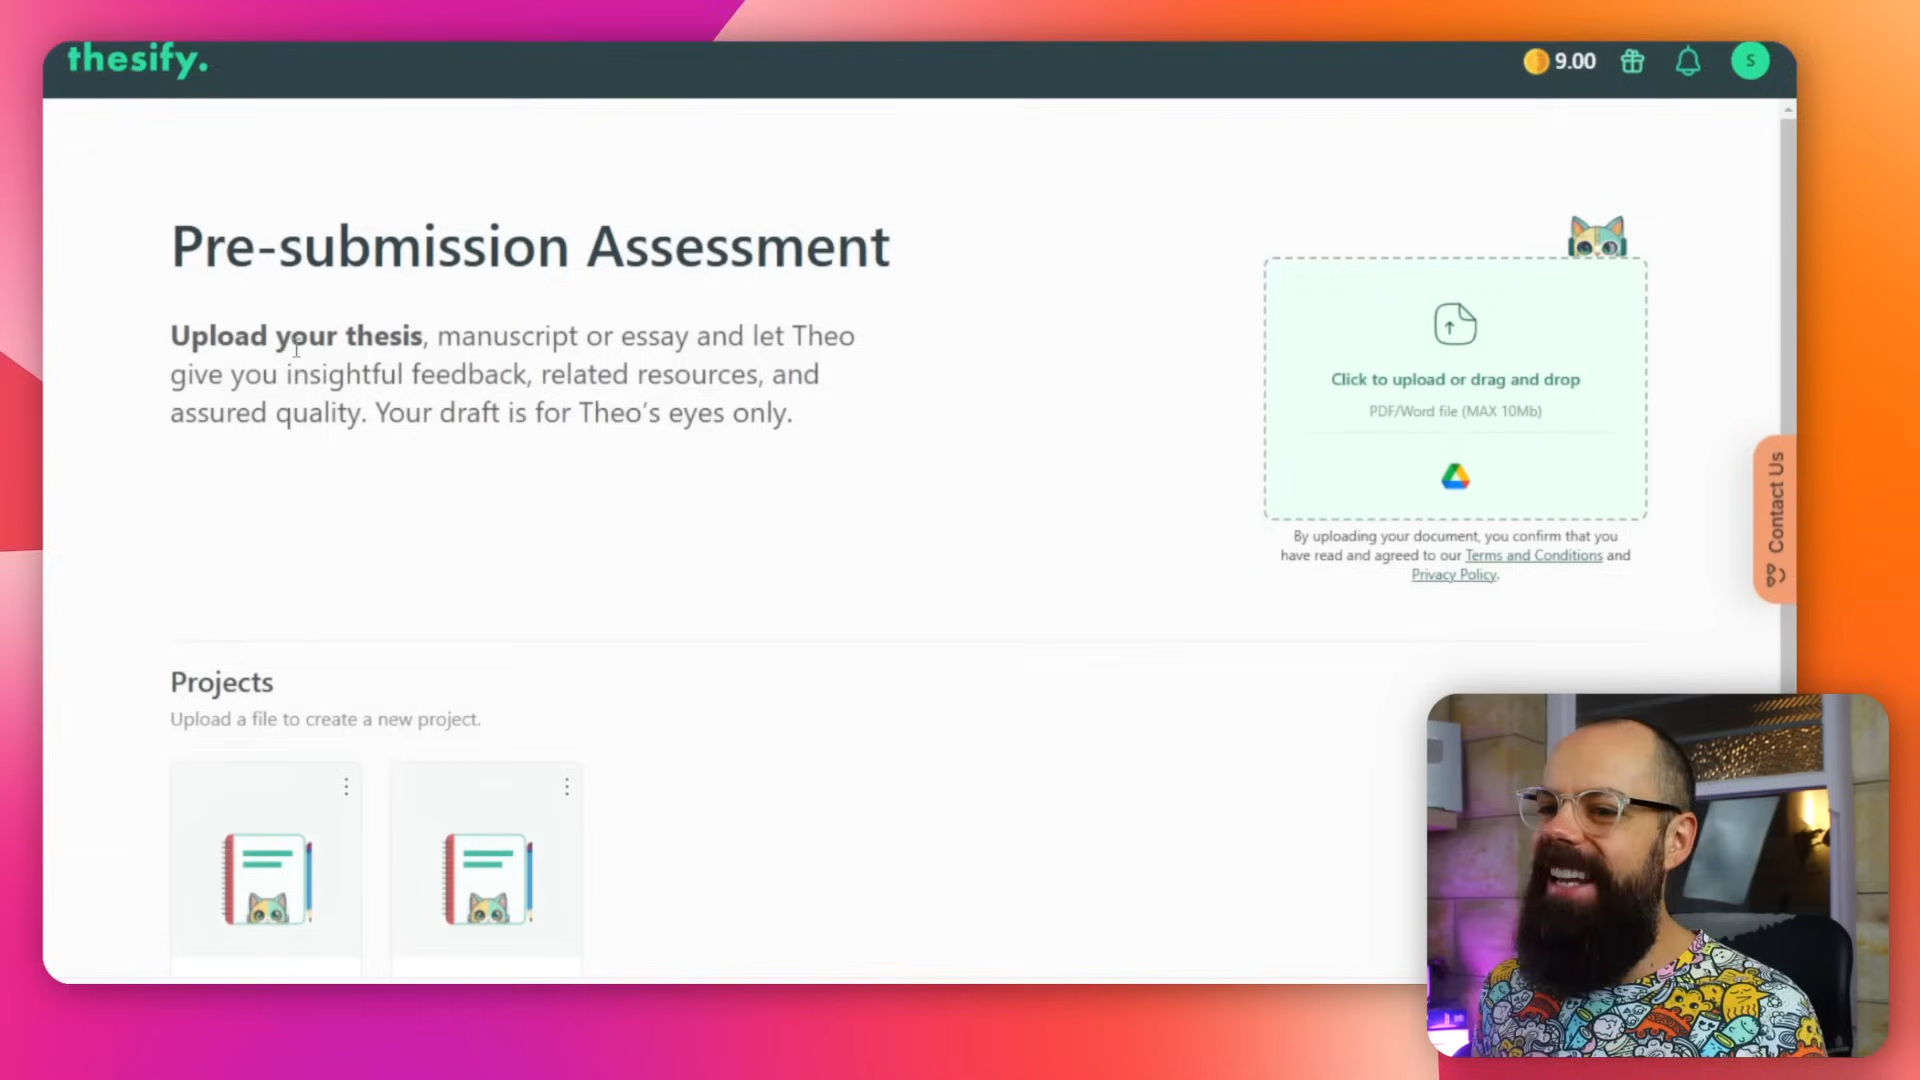 thesify.
9.00
S
Pre-submission Assessment
Upload your thesis, manuscript or essay and let Theo
give you insightful feedback, related resources, and
assured quality. Your draft is for Theo's eyes only.
Click to upload or drag and drop
PDF/Word file (MAX 10Mb)
By uploading your document, you confirm that you
have read and agreed to our Terms and Conditions and
Privacy Policy.
Contact Us
Projects
Upload a file to create a new project.